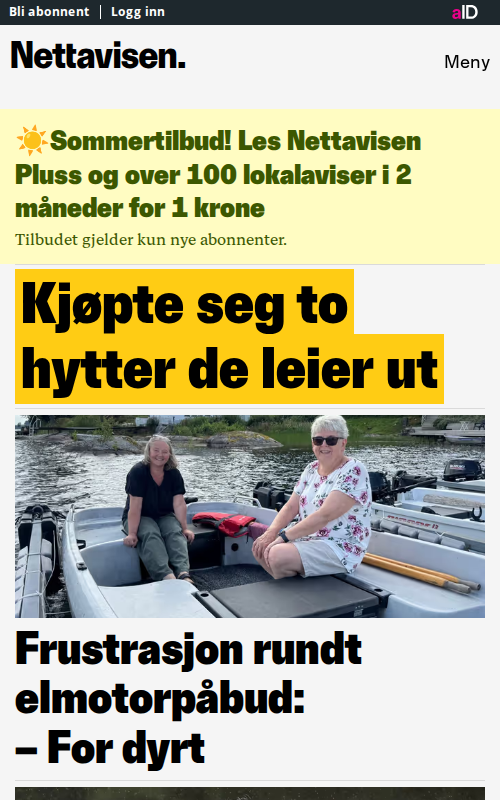 Bli abonnent | Logg inn
aID
Nettavisen.
Meny
☀️Sommertilbud! Les Nettavisen
Pluss og over 100 lokalaviser i 2
måneder for 1 krone
Tilbudet gjelder kun nye abonnenter.
Kjøpte seg to
hytter de leier ut
Frustrasjon rundt
elmotorpåbud:
– For dyrt